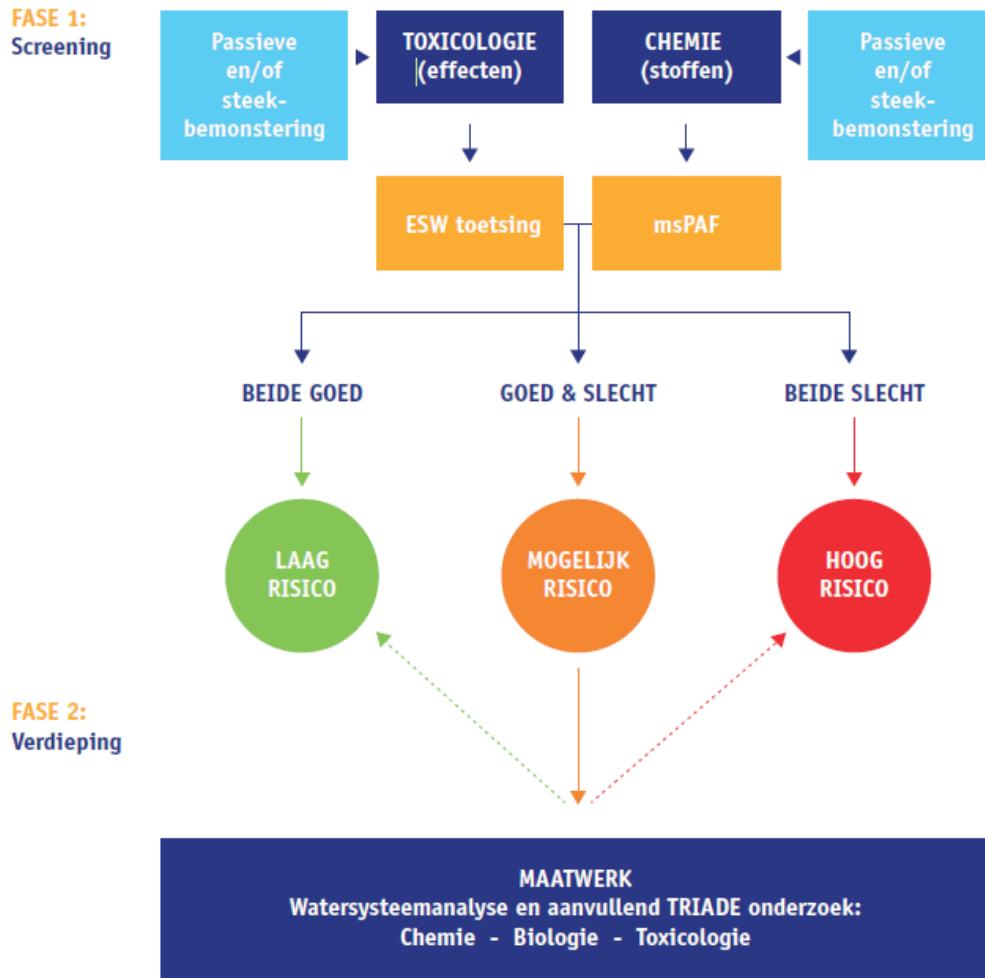 FASE 1:
Screening
Passieve
en/of
steek-
bemonstering
TOXICOLOGIE
(effecten)
CHEMIE
(stoffen)
Passieve
en/of
steek-
bemonstering
ESW toetsing
msPAF
BEIDE GOED
GOED & SLECHT
BEIDE SLECHT
LAAG
RISICO
MOGELIJK
RISICO
HOOG
RISICO
FASE 2:
Verdieping
MAATWERK
Watersysteemanalyse en aanvullend TRIADE onderzoek:
Chemie - Biologie - Toxicologie